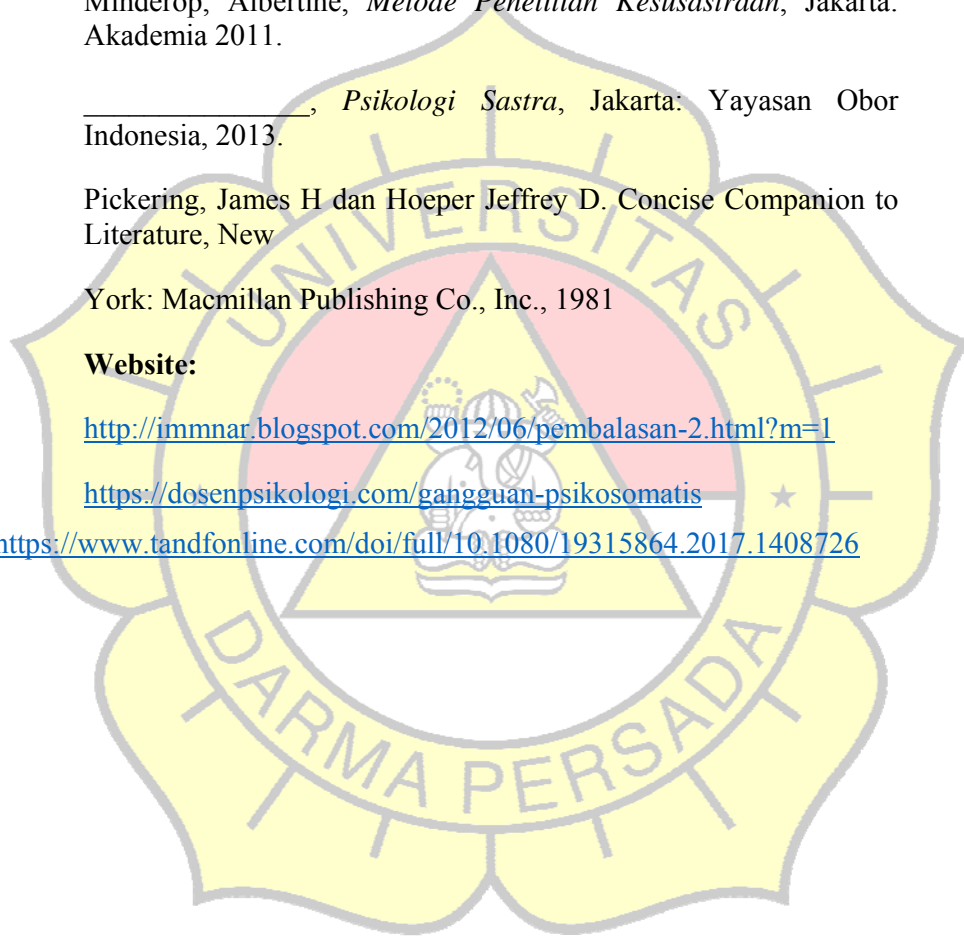 Minderop, Albertine, Metode Penelitian Kesusastraan, Jakarta:
Akademia 2011.
_______________, Psikologi Sastra, Jakarta: Yayasan Obor
Indonesia, 2013.
Pickering, James H dan Hoeper Jeffrey D. Concise Companion to
Literature, New
York: Macmillan Publishing Co., Inc., 1981
Website:
http://immnar.blogspot.com/2012/06/pembalasan-2.html?m=1
https://dosenpsikologi.com/gangguan-psikosomatis
https://www.tandfonline.com/doi/full/10.1080/19315864.2017.1408726
UNIVERSITAS
DARMA PERSADA